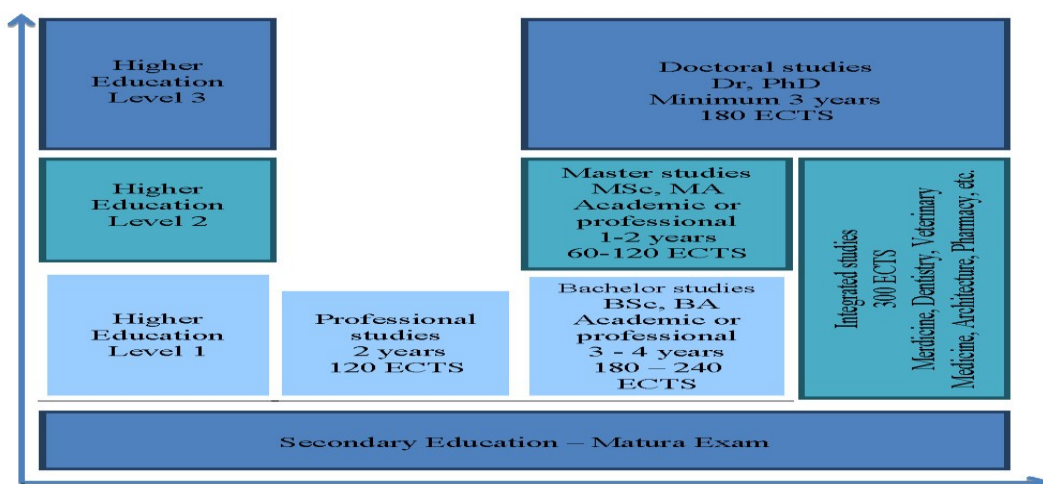 Higher
Education
Level 3
Doctoral studies
Dr, PhD
Minimum 3 years
180 ECTS
Higher
Education
Level 2
Master studies
MSc, MA
Academic or
professional
1-2 years
60-120 ECTS
Integrated studies
300 ECTS
Merdicine, Dentistry, Veterinary
Medicine, Architecture, Pharmacy, etc.
Higher
Education
Level 1
Professional
studies
2 years
120 ECTS
Bachelor studies
BSc, BA
Academic or
professional
3 - 4 years
180 – 240
ECTS
Secondary Education – Matura Exam